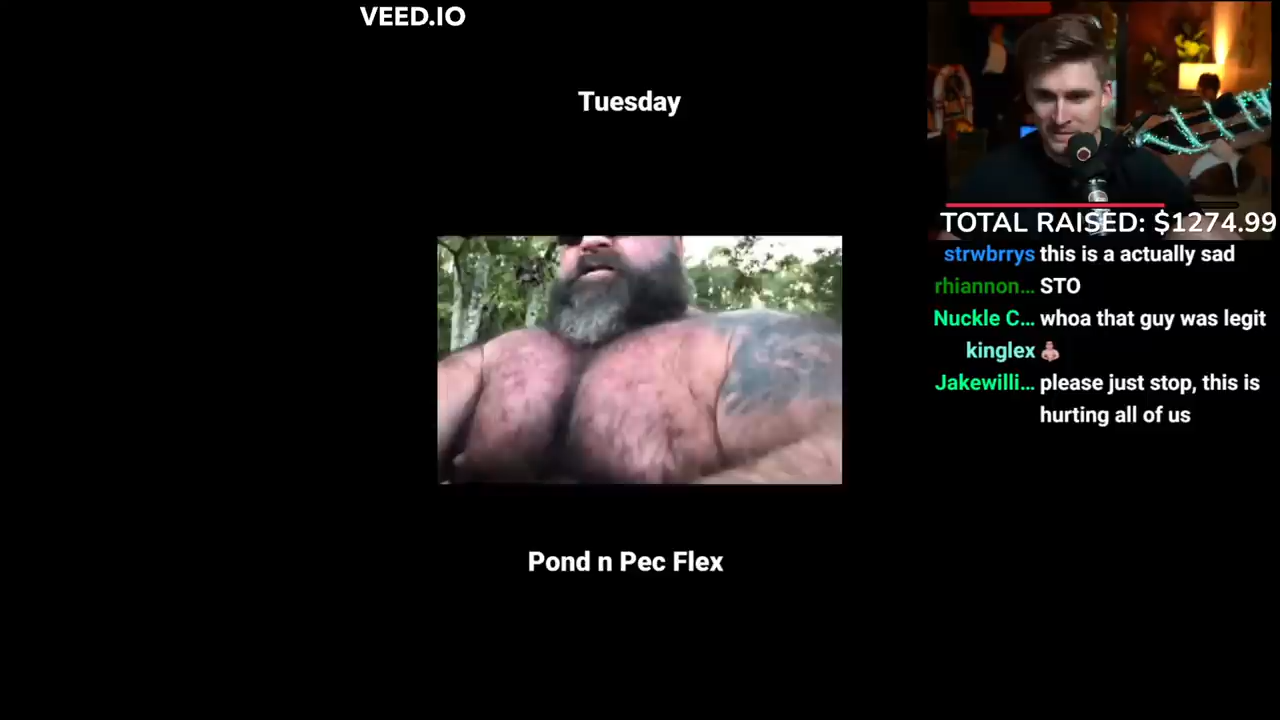 VEED.IO
Tuesday
Pond n Pec Flex
TOTAL RAISED: $1274.99
strwbrrys this is a actually sad
rhiannon... STO
Nuckle C... whoa that guy was legit
kinglex
Jakewilli... please just stop, this is
hurting all of us